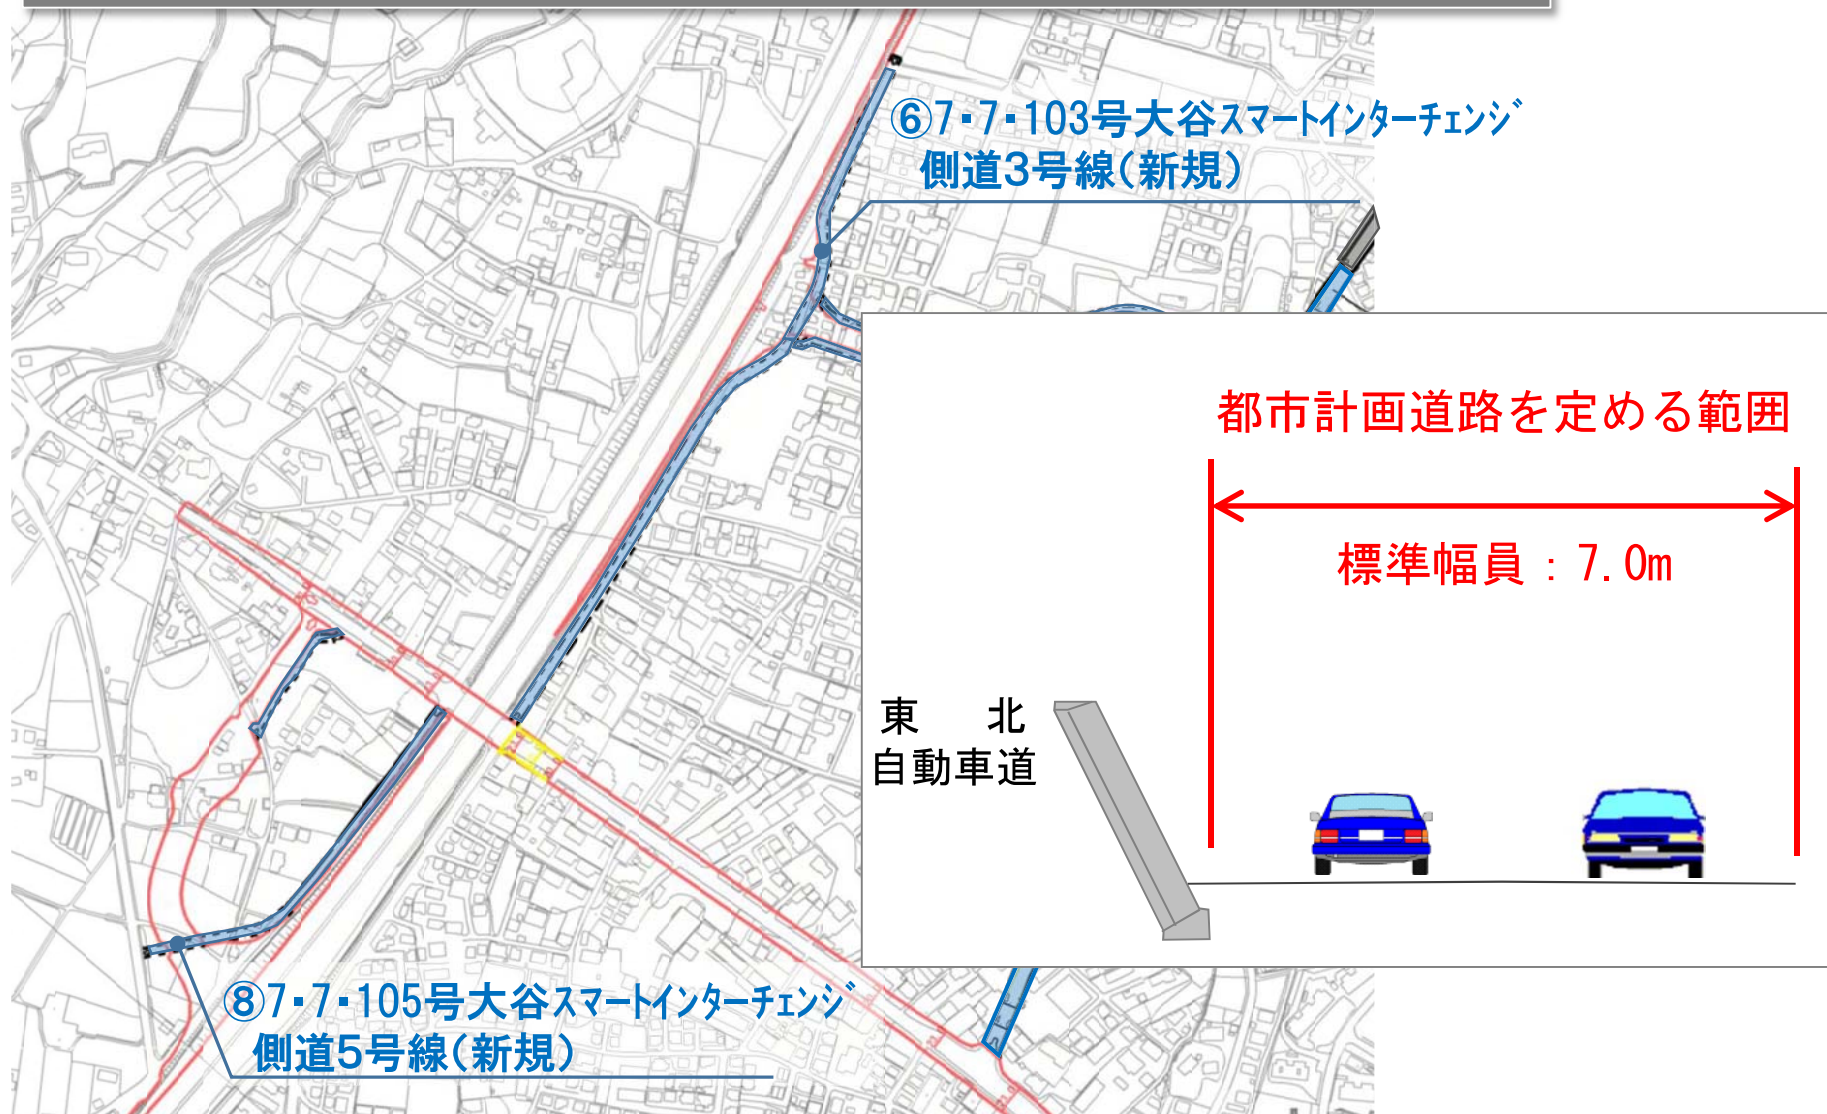 ⑥7・7・103号大谷スマートインターチェンジ
側道3号線(新規)
都市計画道路を定める範囲
標準幅員：7.0m
東　北
自動車道
⑧7・7・105号大谷スマートインターチェンジ
側道5号線(新規)